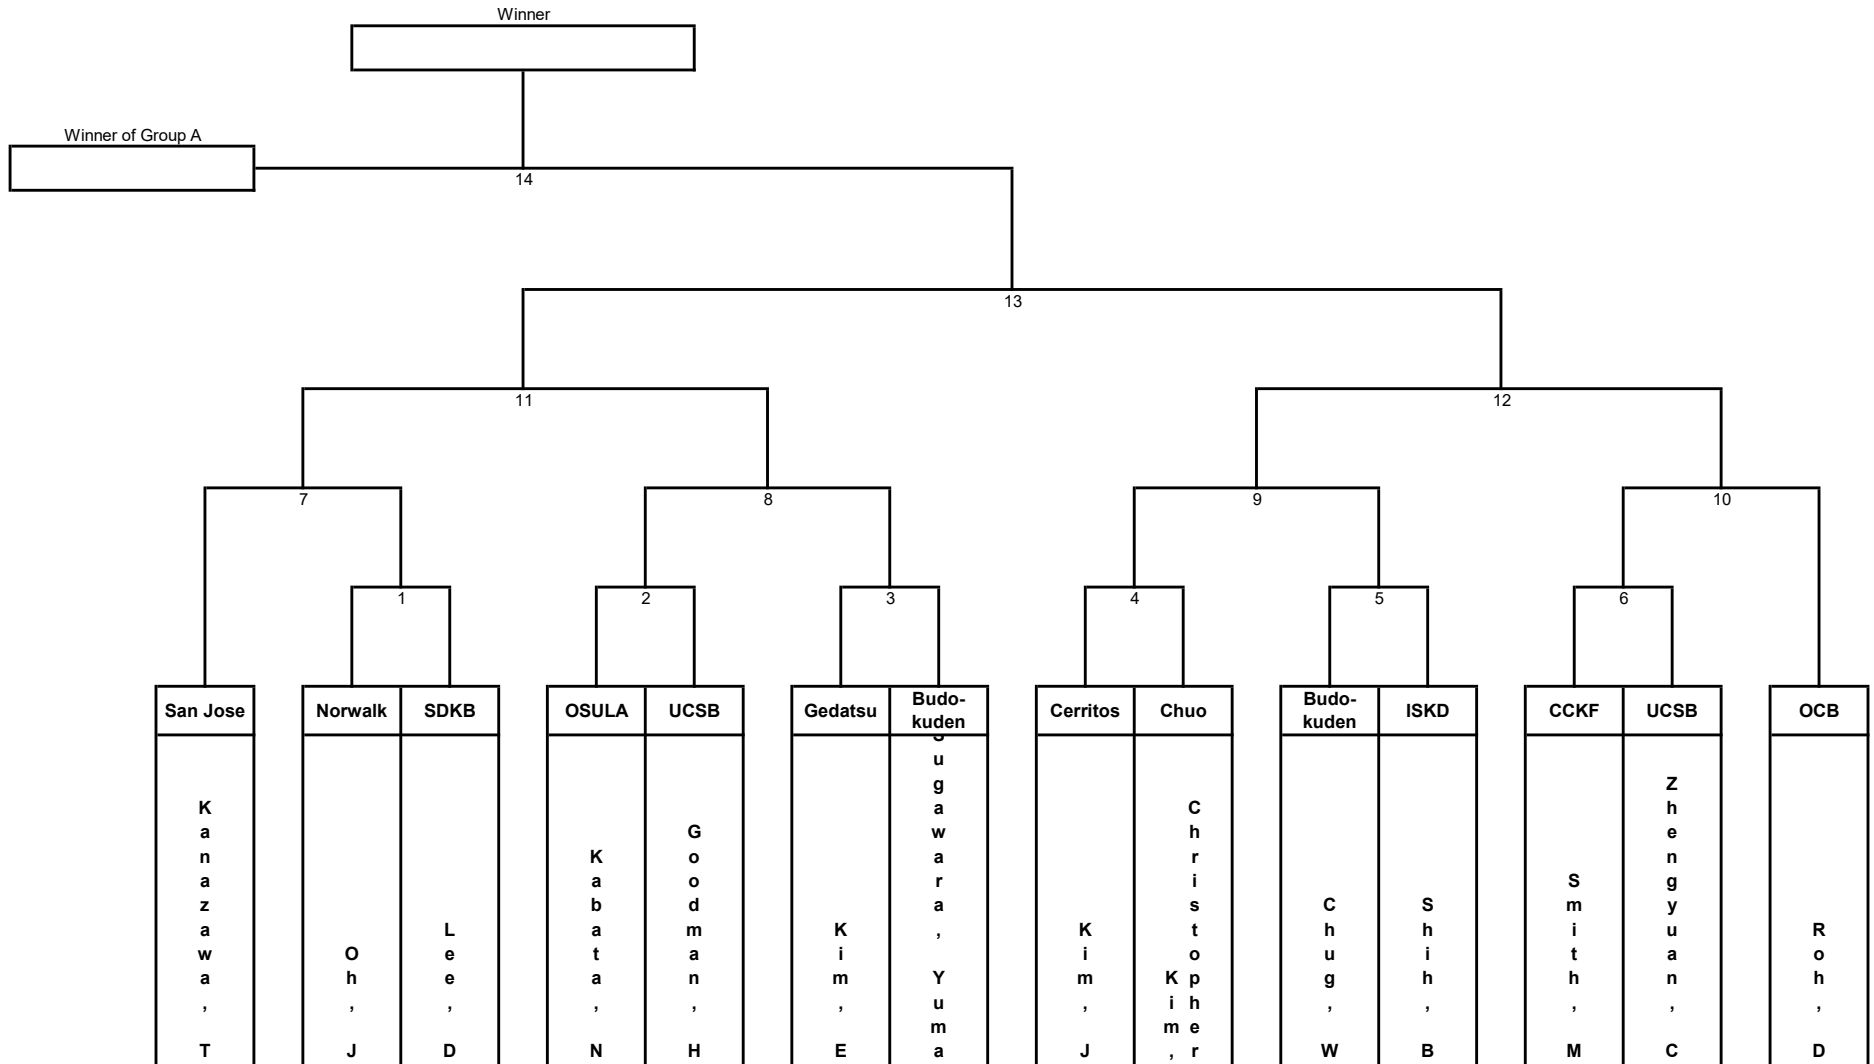 Winner
Winner of Group A
14
13
11
12
7
8
9
10
1
2
3
4
5
6
San Jose
Norwalk
SDKB
OSULA
UCSB
Gedatsu
Budo-
kuden
Cerritos
Chuo
Budo-
kuden
ISKD
CCKF
UCSB
OCB
Kanazawa, T
Oh, J
Lee, D
Kabata, N
Goodman, H
Kim, E
Sugawara, Yuma
Kim, J
Kim,
Christopher
Chug, W
Shih, B
Smith, M
Zhengyuan, C
Roh, D